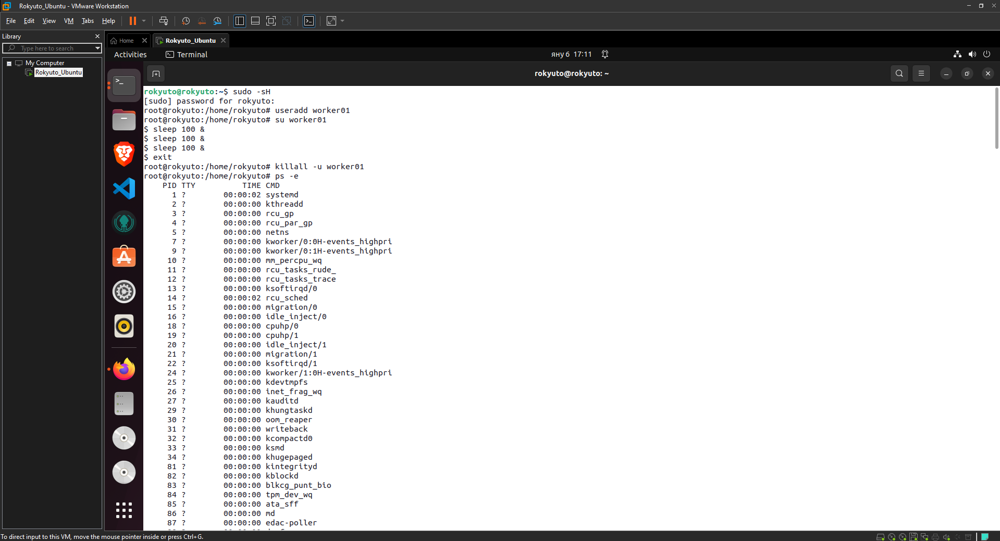 Rokyuto_Ubuntu - VMware Workstation
File Edit View VM Tabs Help
Library
Type here to search
My Computer
Rokyuto_Ubuntu
Home
Rokyuto_Ubuntu
Activities
Terminal
яну 6 17:11
rokyuto@rokyuto: ~
rokyuto@rokyuto:~$ sudo -sH
[sudo] password for rokyuto:
root@rokyuto:/home/rokyuto# useradd worker01
root@rokyuto:/home/rokyuto# su worker01
$ sleep 100 &
$ sleep 100 &
$ sleep 100 &
$ exit
root@rokyuto:/home/rokyuto# killall -u worker01
root@rokyuto:/home/rokyuto# ps -e
PID TTY TIME CMD
1 ? 00:00:02 systemd
2 ? 00:00:00 kthreadd
3 ? 00:00:00 rcu_gp
4 ? 00:00:00 rcu_par_gp
5 ? 00:00:00 netns
7 ? 00:00:00 kworker/0:0H-events_highpri
9 ? 00:00:00 kworker/0:1H-events_highpri
10 ? 00:00:00 mm_percpu_wq
11 ? 00:00:00 rcu_tasks_rude_
12 ? 00:00:00 rcu_tasks_trace
13 ? 00:00:00 ksoftirqd/0
14 ? 00:00:02 rcu_sched
15 ? 00:00:00 migration/0
16 ? 00:00:00 idle_inject/0
18 ? 00:00:00 cpuhp/0
19 ? 00:00:00 cpuhp/1
20 ? 00:00:00 idle_inject/1
21 ? 00:00:00 migration/1
22 ? 00:00:00 ksoftirqd/1
24 ? 00:00:00 kworker/1:0H-events_highpri
25 ? 00:00:00 kdevtmpfs
26 ? 00:00:00 inet_frag_wq
27 ? 00:00:00 kauditd
29 ? 00:00:00 khungtaskd
30 ? 00:00:00 oom_reaper
31 ? 00:00:00 writeback
32 ? 00:00:00 kcompactd0
33 ? 00:00:00 ksmd
34 ? 00:00:00 khugepaged
81 ? 00:00:00 kintegrityd
82 ? 00:00:00 kblockd
83 ? 00:00:00 blkcg_punt_bio
84 ? 00:00:00 tpm_dev_wq
85 ? 00:00:00 ata_sff
86 ? 00:00:00 md
87 ? 00:00:00 edac-poller
To direct input to this VM, move the mouse pointer inside or press Ctrl+G.